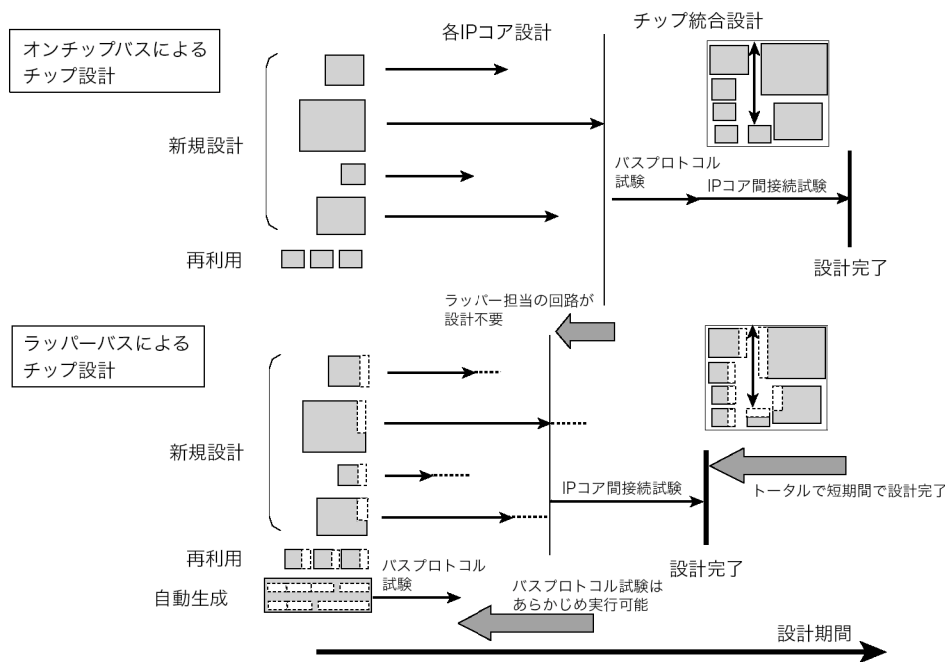 各IPコア設計
チップ統合設計
オンチップバスによる
チップ設計
新規設計
バスプロトコル
試験
IPコア間接続試験
再利用
設計完了
ラッパー担当の回路が
設計不要
ラッパーバスによる
チップ設計
新規設計
IPコア間接続試験
トータルで短期間で設計完了
再利用
バスプロトコル
試験
設計完了
自動生成
バスプロトコル試験は
あらかじめ実行可能
設計期間